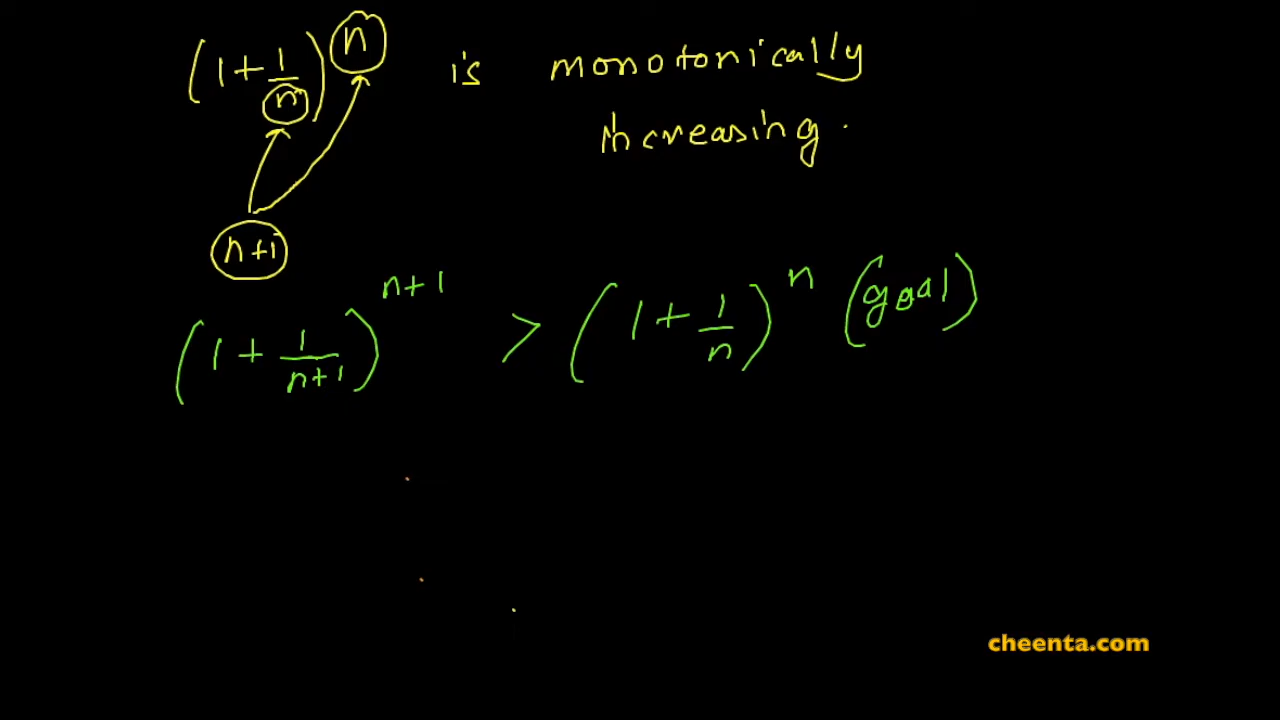 (1 + 1/n)^n is monotonically
increasing.
n+1
(1 + 1/(n+1))^(n+1) > (1 + 1/n)^n (goal)
cheenta.com